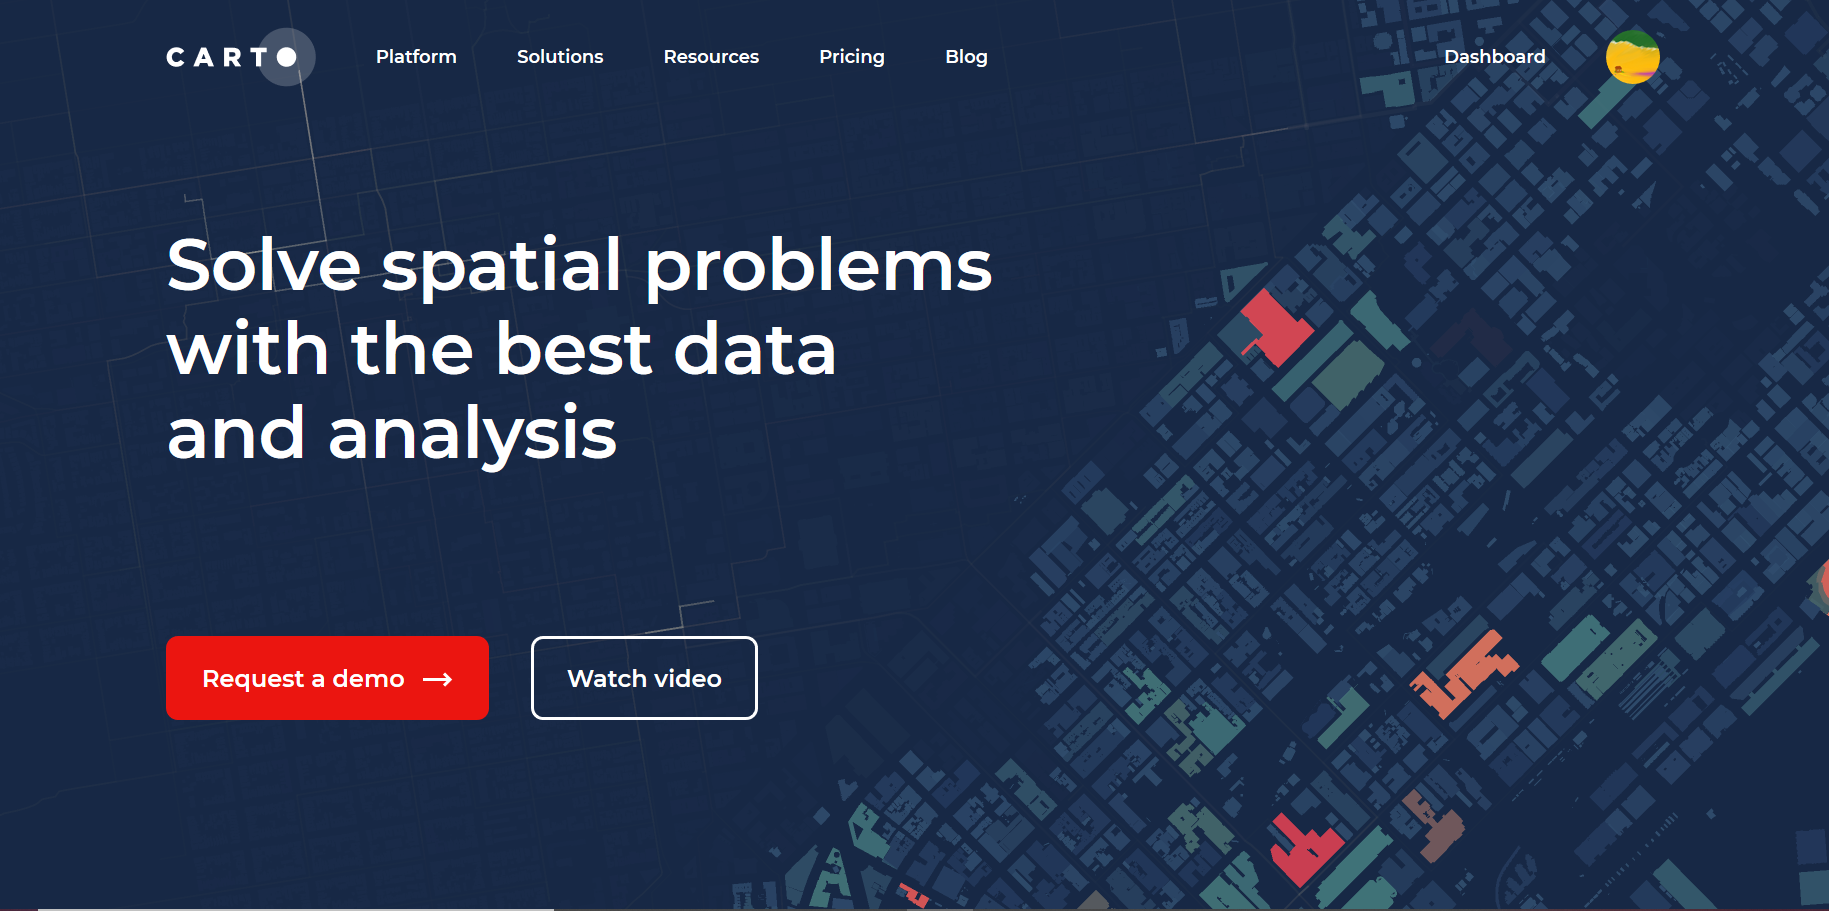 CARTO
Platform
Solutions
Resources
Pricing
Blog
Dashboard
Solve spatial problems
with the best data
and analysis
Request a demo →
Watch video